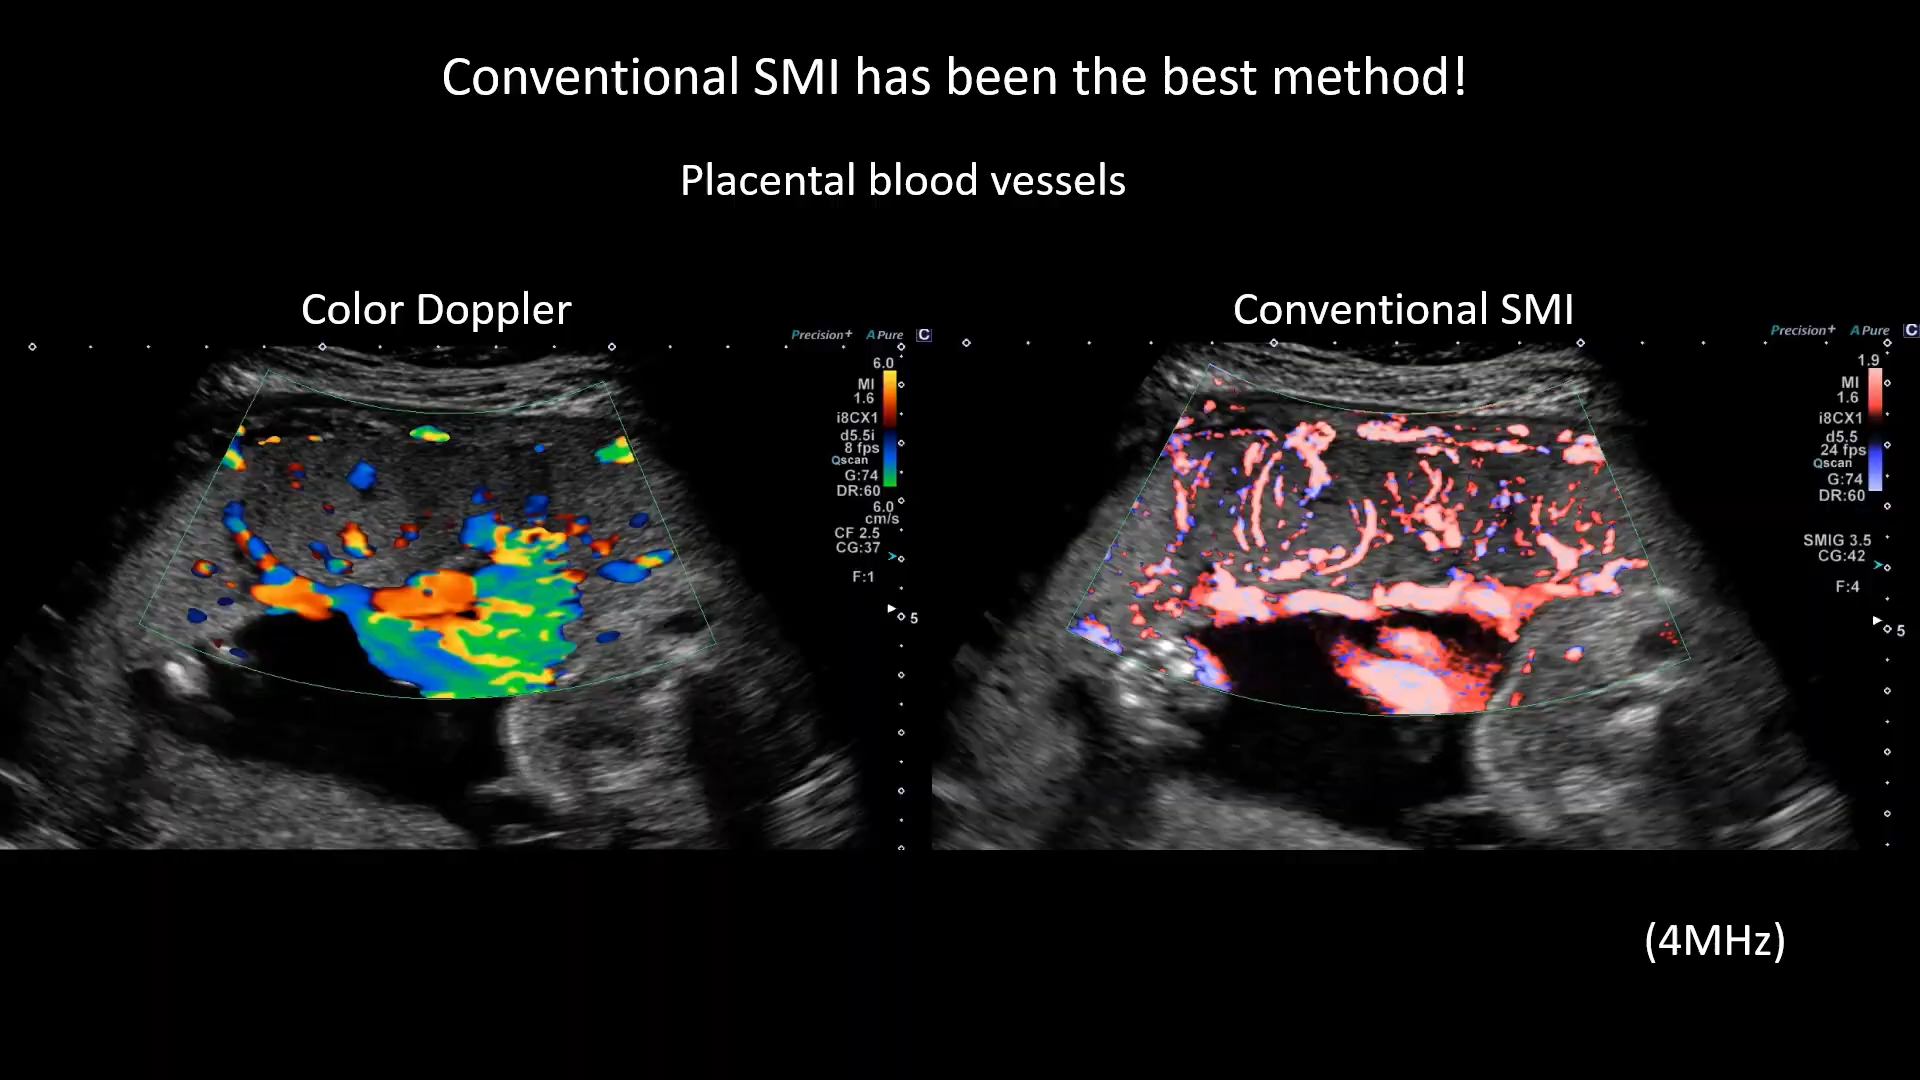 Conventional SMI has been the best method!
Placental blood vessels
Color Doppler
Precision+ APure C
6.0
MI
1.6
i8CX1
d5.5i
8 fps
Qscan
G:74
DR:60
6.0
cm/s
CF 2.5
CG:37
F:1
5
Conventional SMI
Precision+ APure C
1.9
MI
1.6
i8CX1
d5.5
24 fps
Qscan
G:74
DR:60
SMIG 3.5
CG:42
F:4
5
(4MHz)